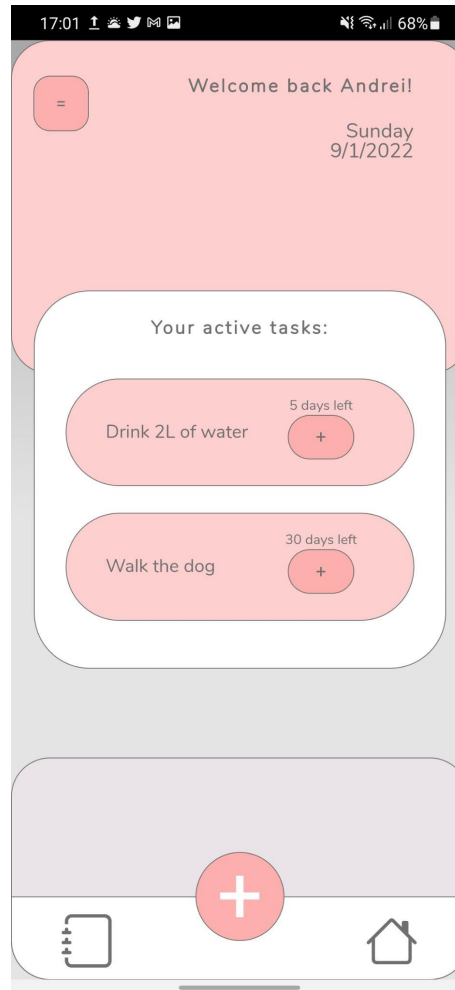 17:01 68%
=
Welcome back Andrei!
Sunday
9/1/2022
Your active tasks:
5 days left
Drink 2L of water +
30 days left
Walk the dog +
+